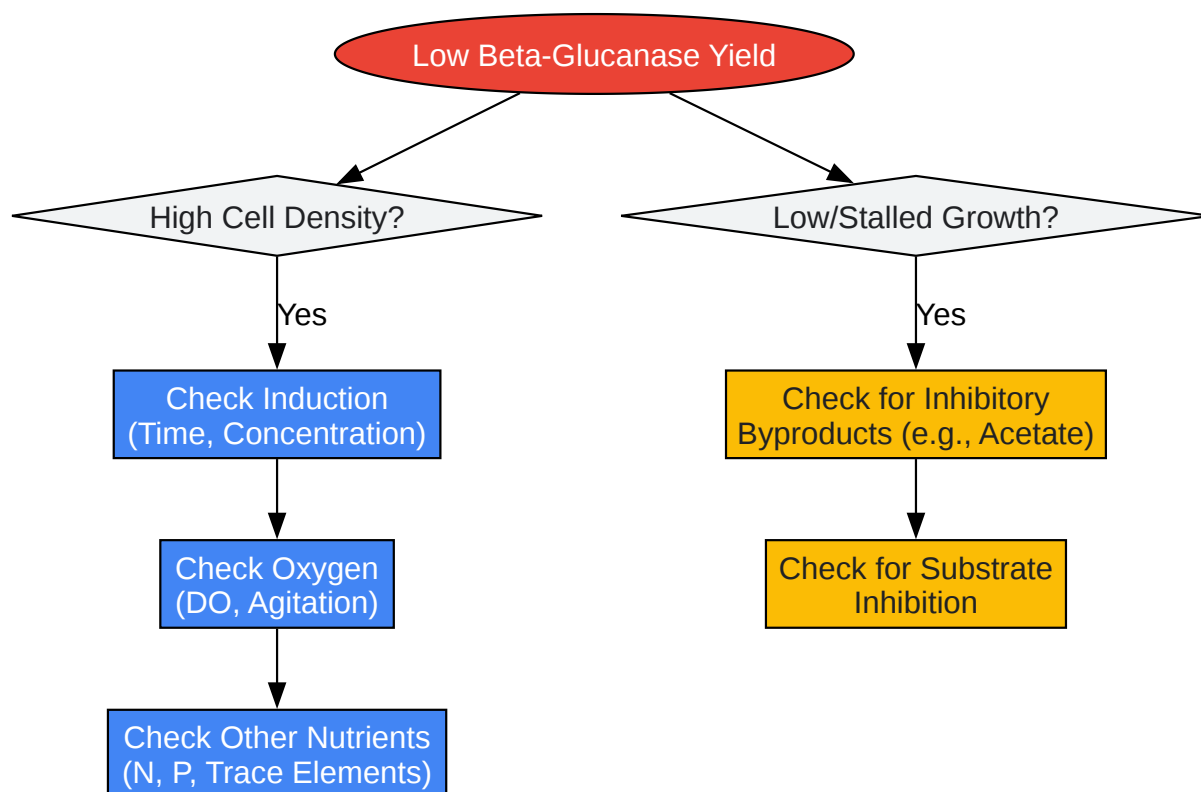 Low Beta-Glucanase Yield
High Cell Density?
Low/Stalled Growth?
Yes
Yes
Check Induction
(Time, Concentration)
Check for Inhibitory
Byproducts (e.g., Acetate)
Check Oxygen
(DO, Agitation)
Check for Substrate
Inhibition
Check Other Nutrients
(N, P, Trace Elements)